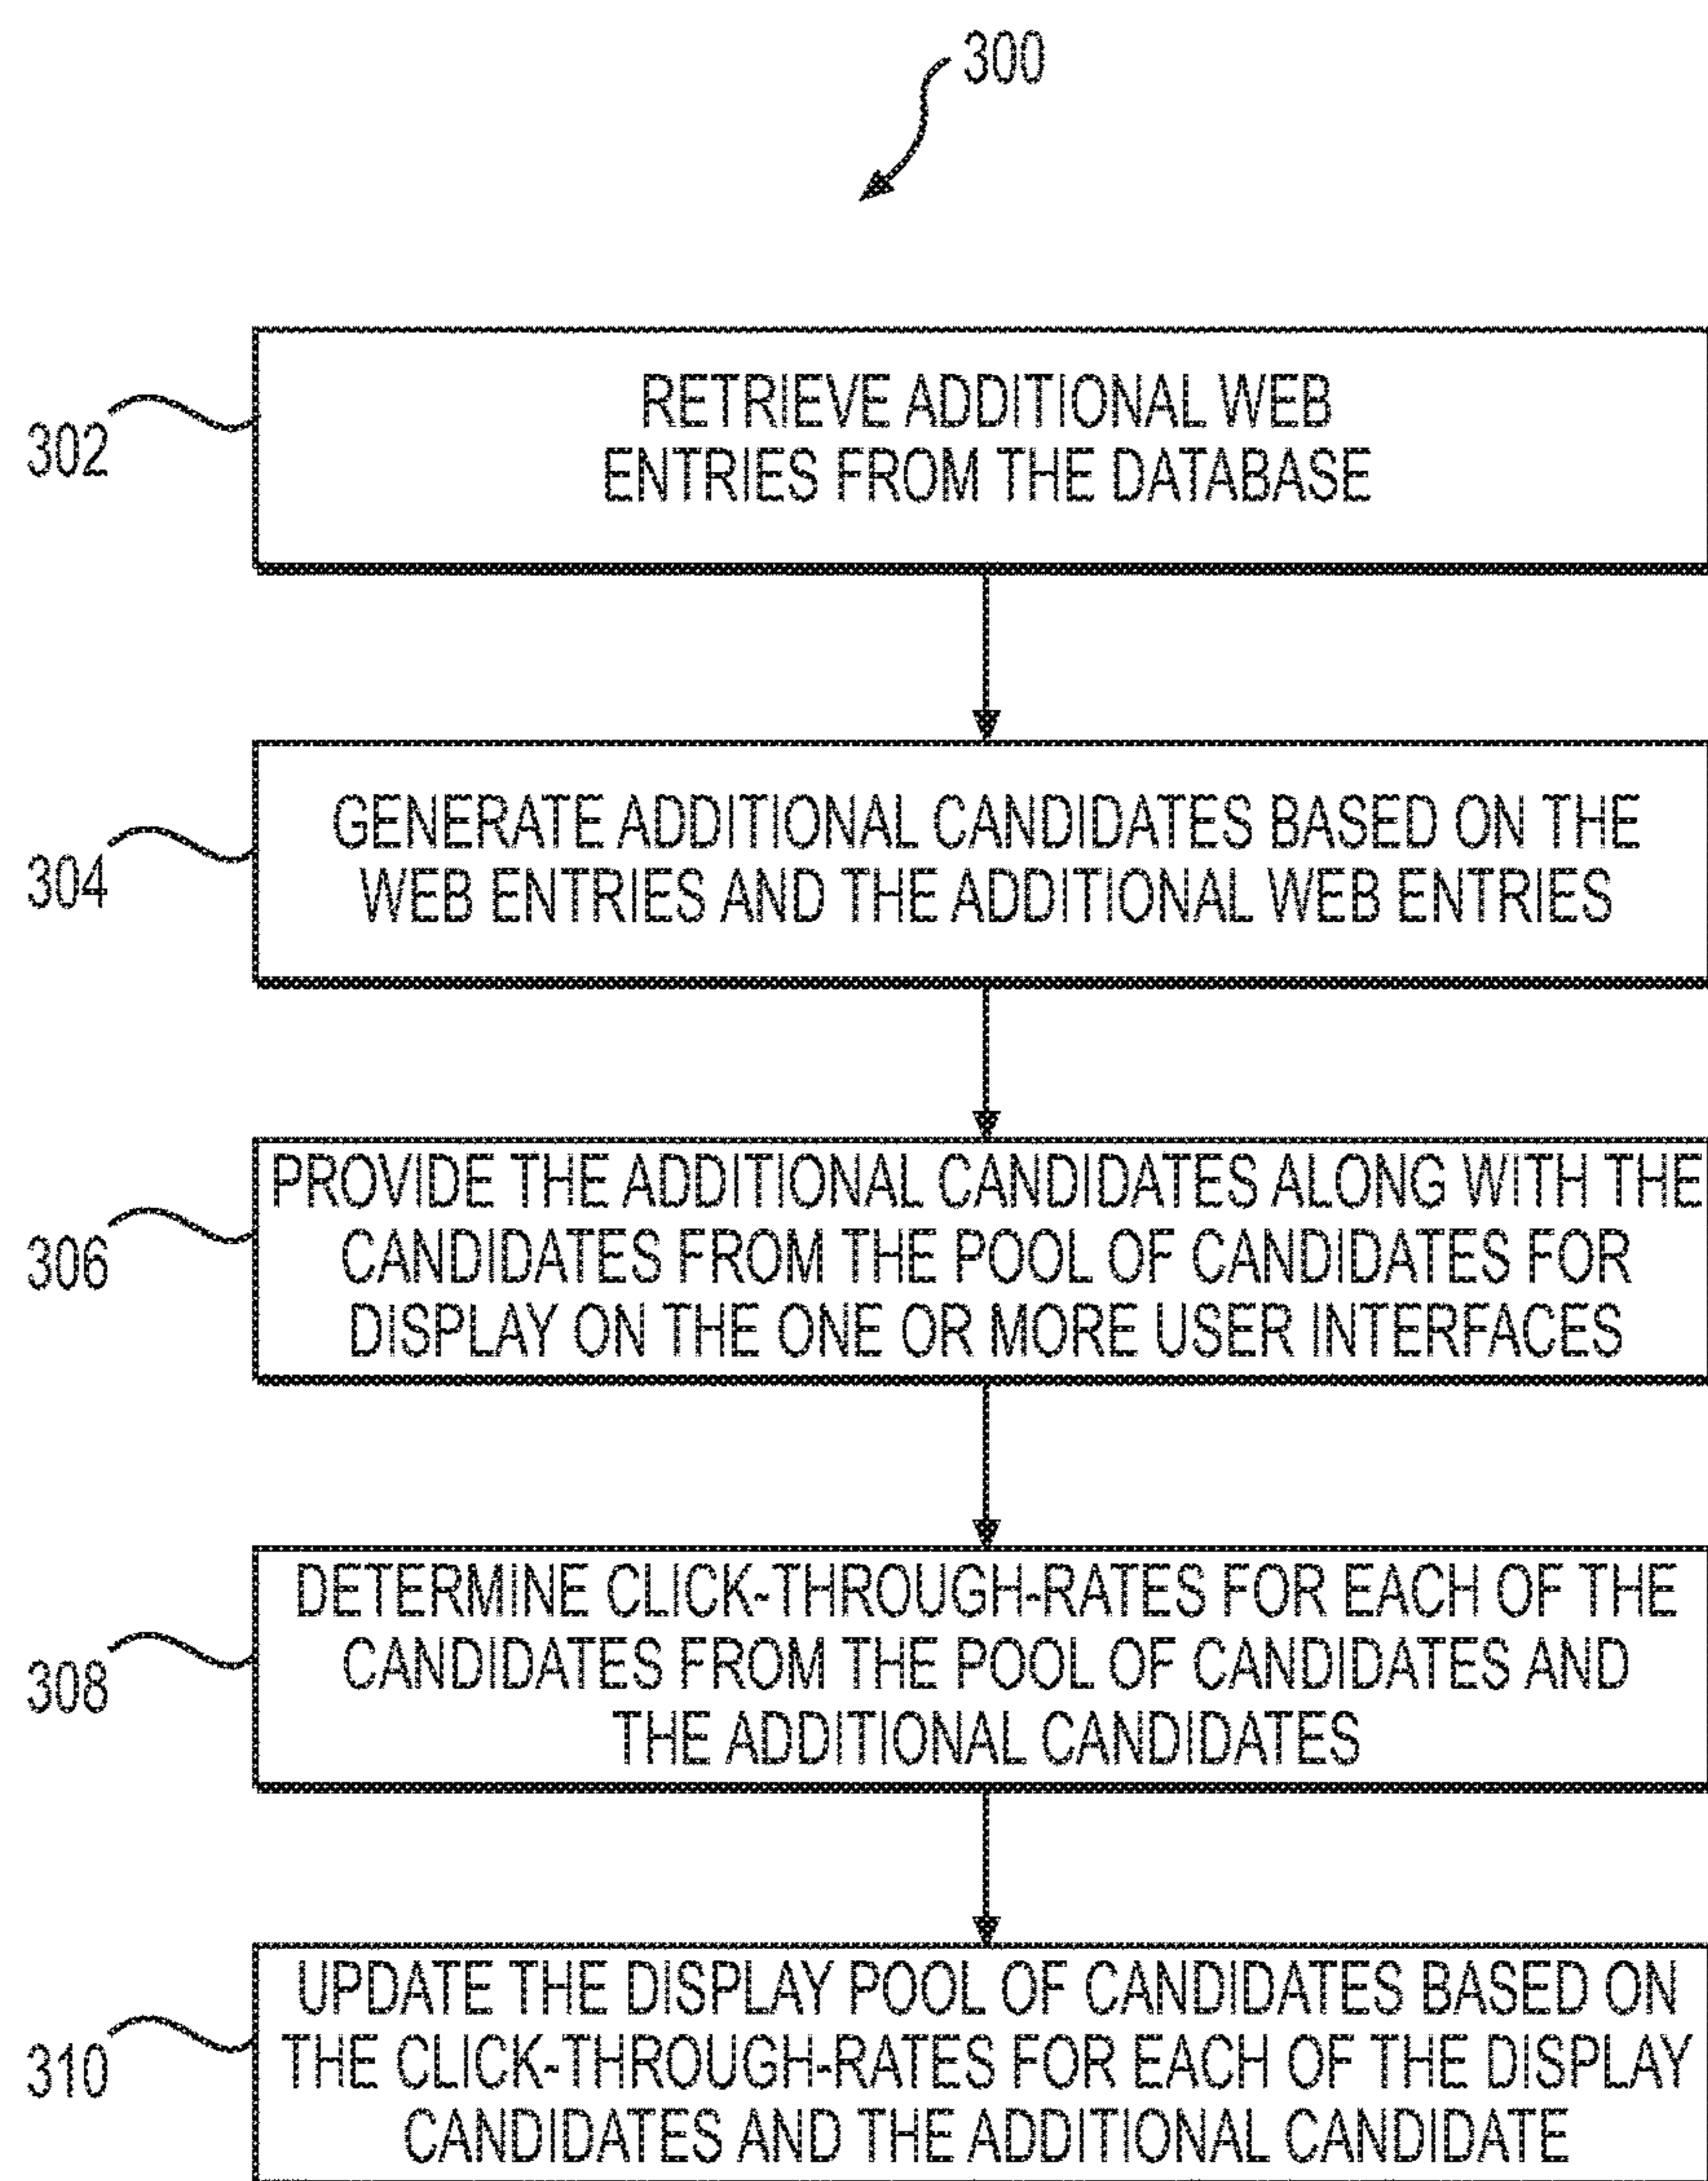 300
302
RETRIEVE ADDITIONAL WEB
ENTRIES FROM THE DATABASE
304
GENERATE ADDITIONAL CANDIDATES BASED ON THE
WEB ENTRIES AND THE ADDITIONAL WEB ENTRIES
306
PROVIDE THE ADDITIONAL CANDIDATES ALONG WITH THE
CANDIDATES FROM THE POOL OF CANDIDATES FOR
DISPLAY ON THE ONE OR MORE USER INTERFACES
308
DETERMINE CLICK-THROUGH-RATES FOR EACH OF THE
CANDIDATES FROM THE POOL OF CANDIDATES AND
THE ADDITIONAL CANDIDATES
310
UPDATE THE DISPLAY POOL OF CANDIDATES BASED ON
THE CLICK-THROUGH-RATES FOR EACH OF THE DISPLAY
CANDIDATES AND THE ADDITIONAL CANDIDATE